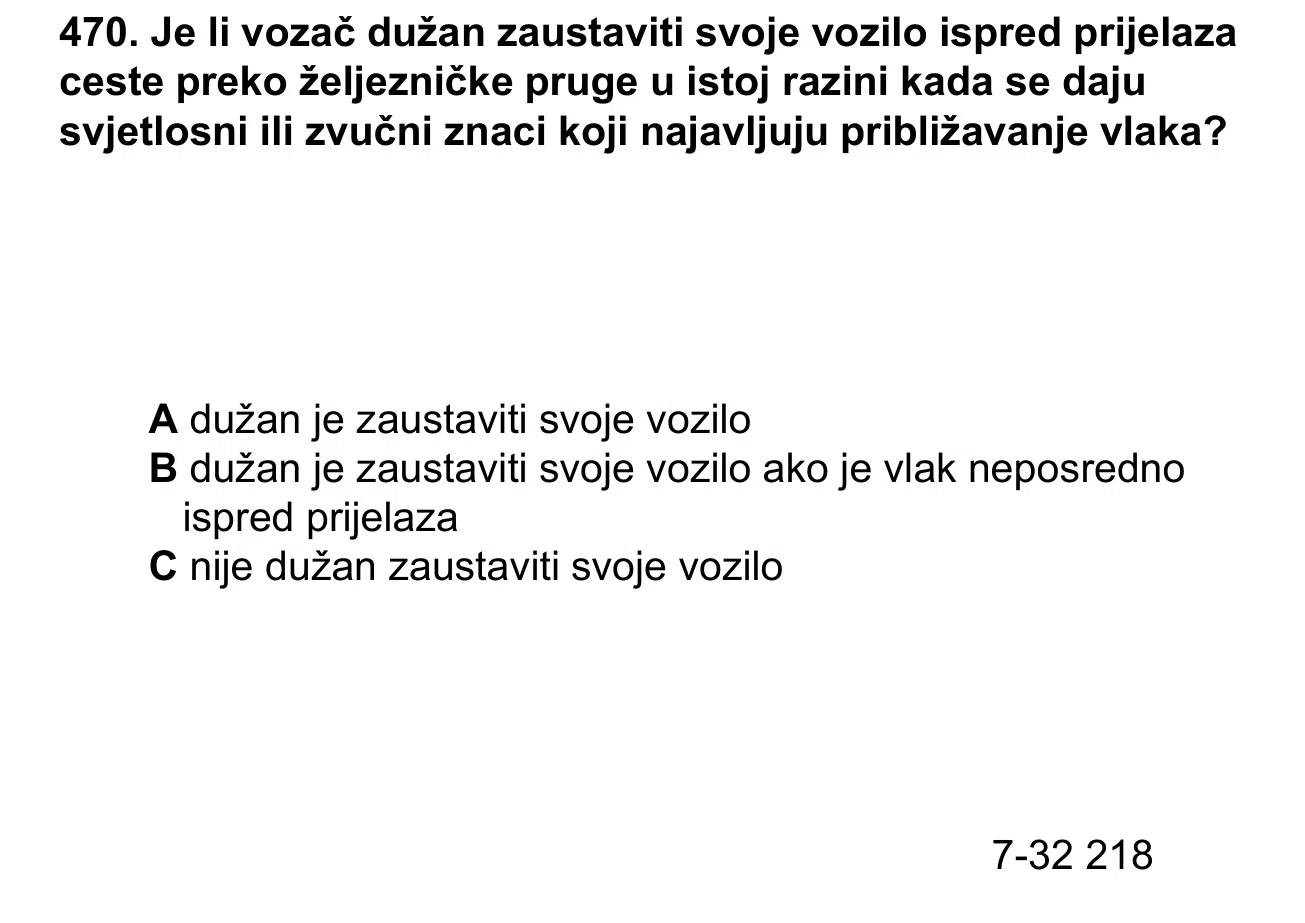 470. Je li vozač dužan zaustaviti svoje vozilo ispred prijelaza
ceste preko željezničke pruge u istoj razini kada se daju
svjetlosni ili zvučni znaci koji najavljuju približavanje vlaka?
A dužan je zaustaviti svoje vozilo
B dužan je zaustaviti svoje vozilo ako je vlak neposredno
ispred prijelaza
C nije dužan zaustaviti svoje vozilo
7-32 218